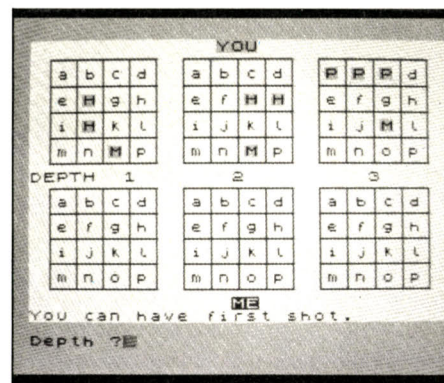 YOU
a b c d a b c d P P P d
e H g h e f H H e f g h
i H k l i j k l i j M l
m n M p m n M p m n o p
DEPTH 1 2 3
a b c d a b c d a b c d
e f g h e f g h e f g h
i j k l i j k l i j k l
m n o p m n o p m n o p
ME
You can have first shot.
Depth ?